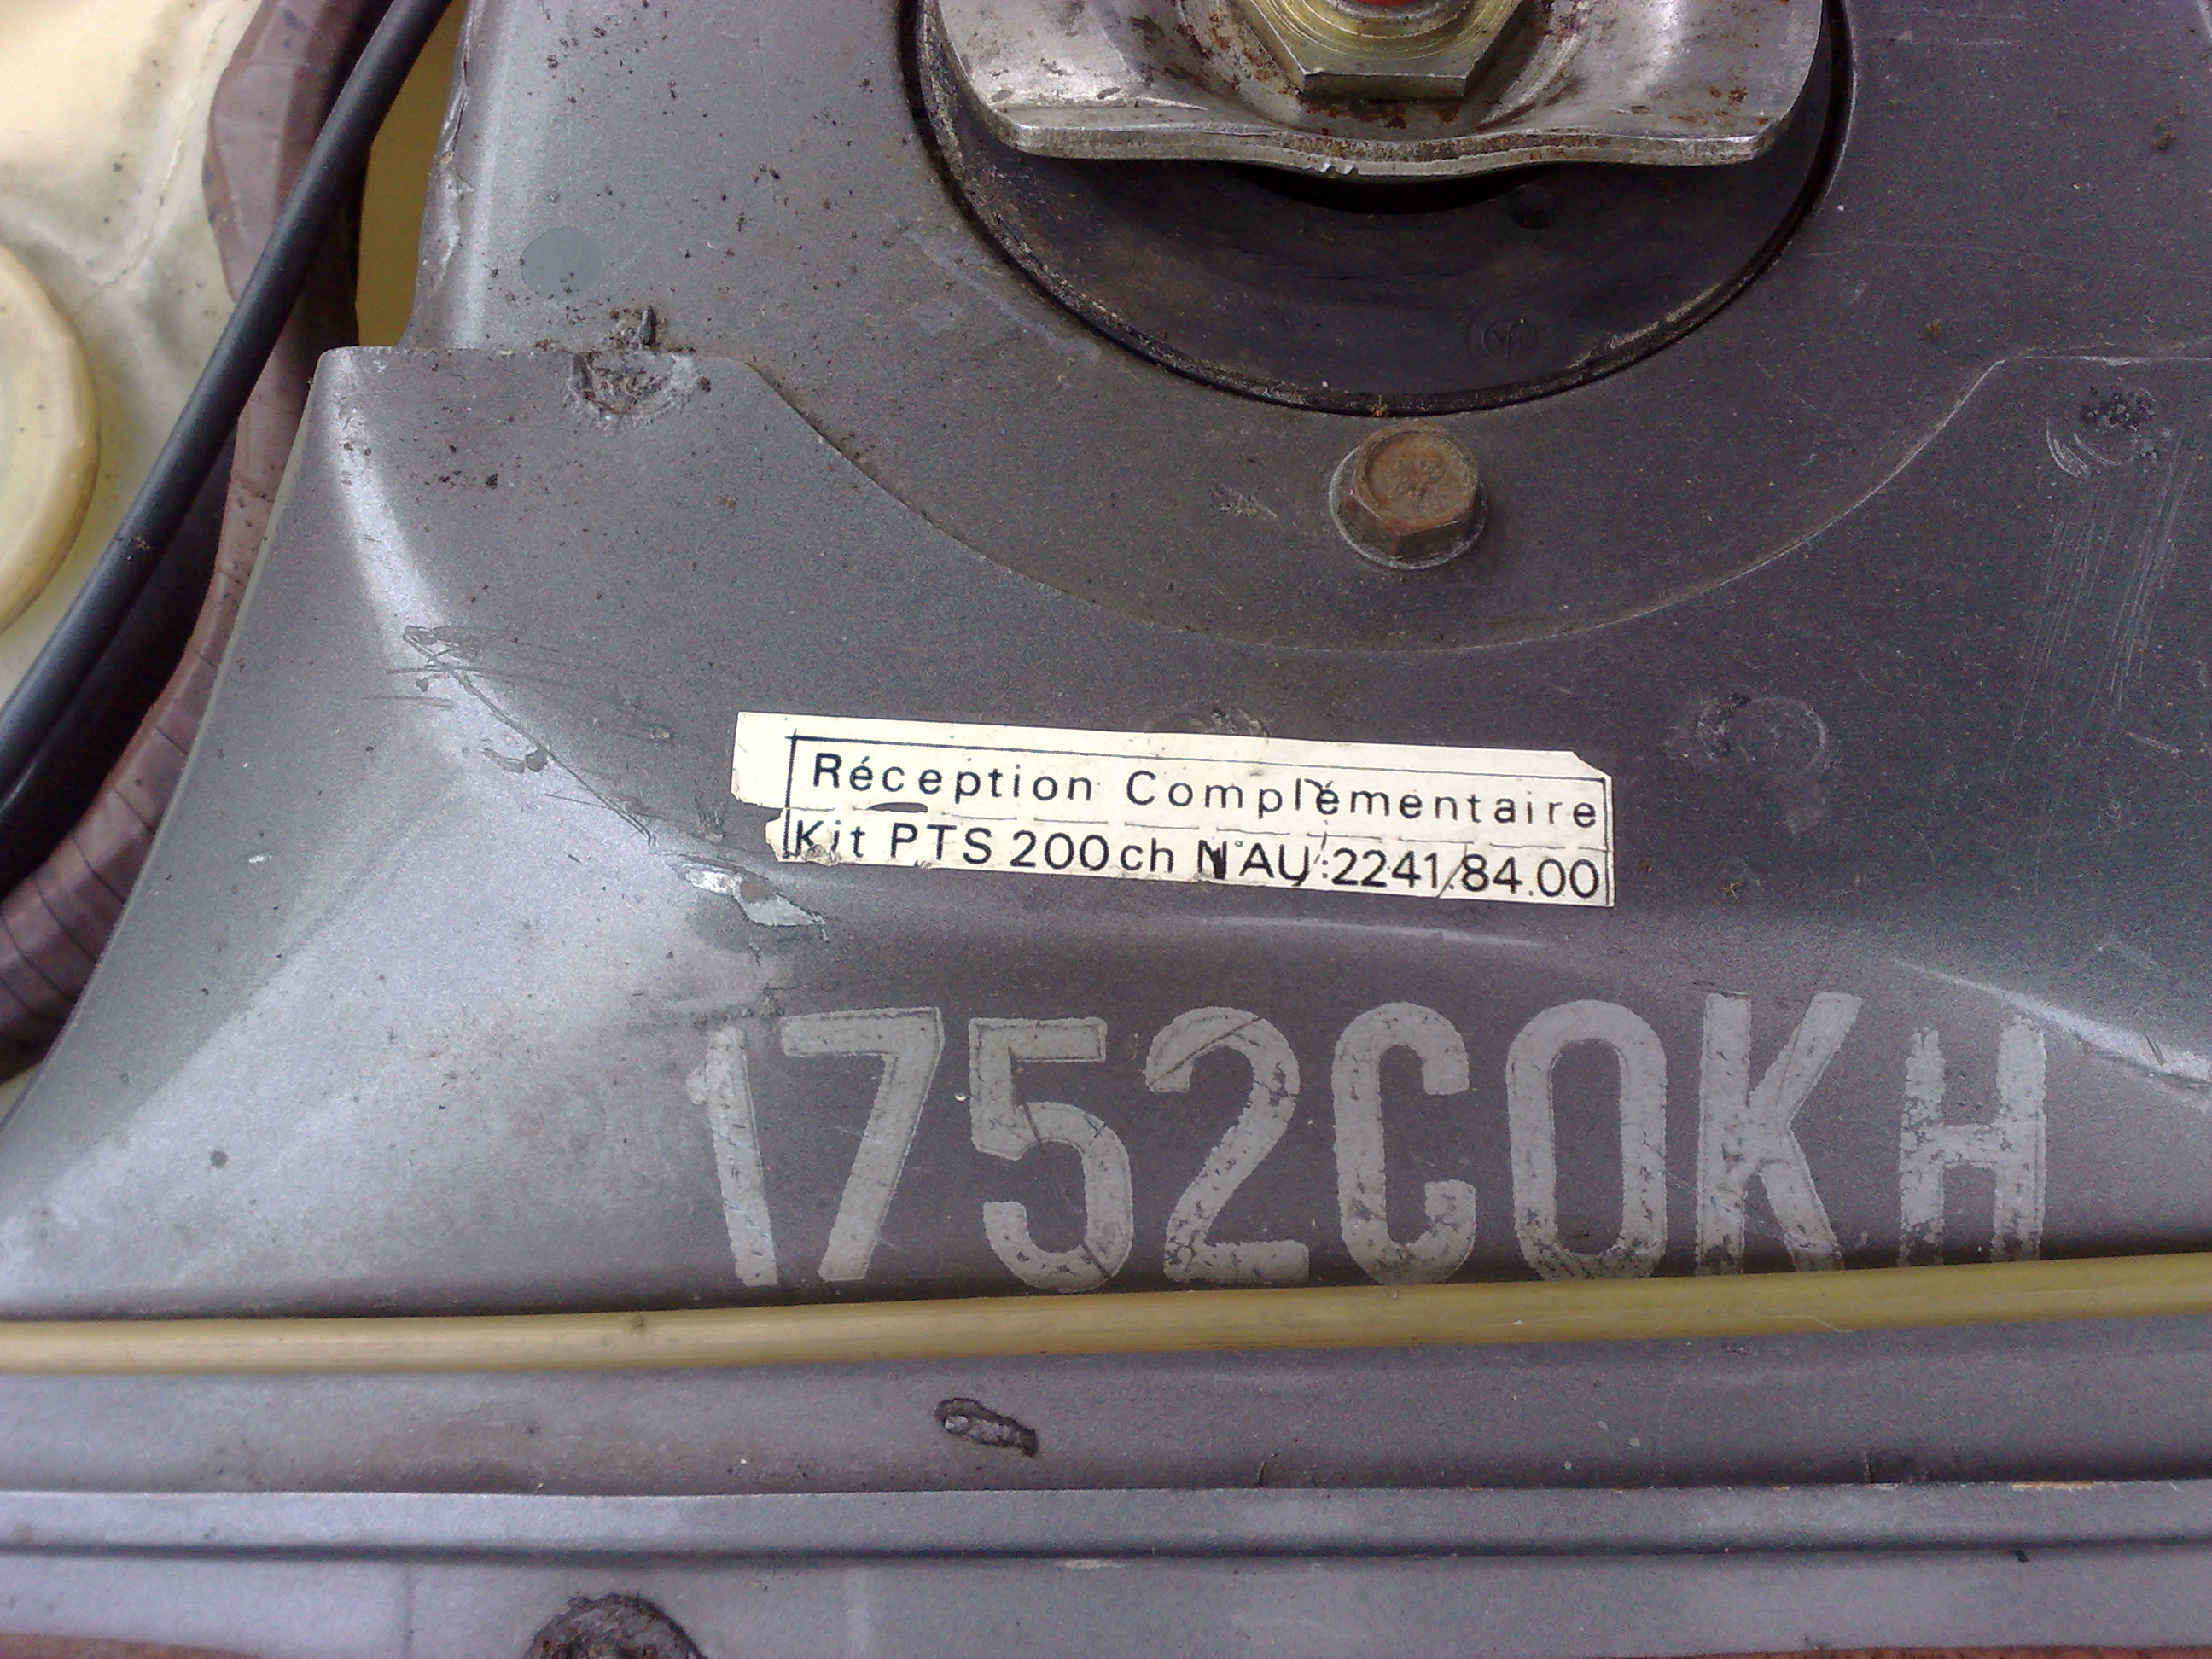 Réception Complémentaire
Kit PTS 200ch N°AU:2241.84.00
1752COKH